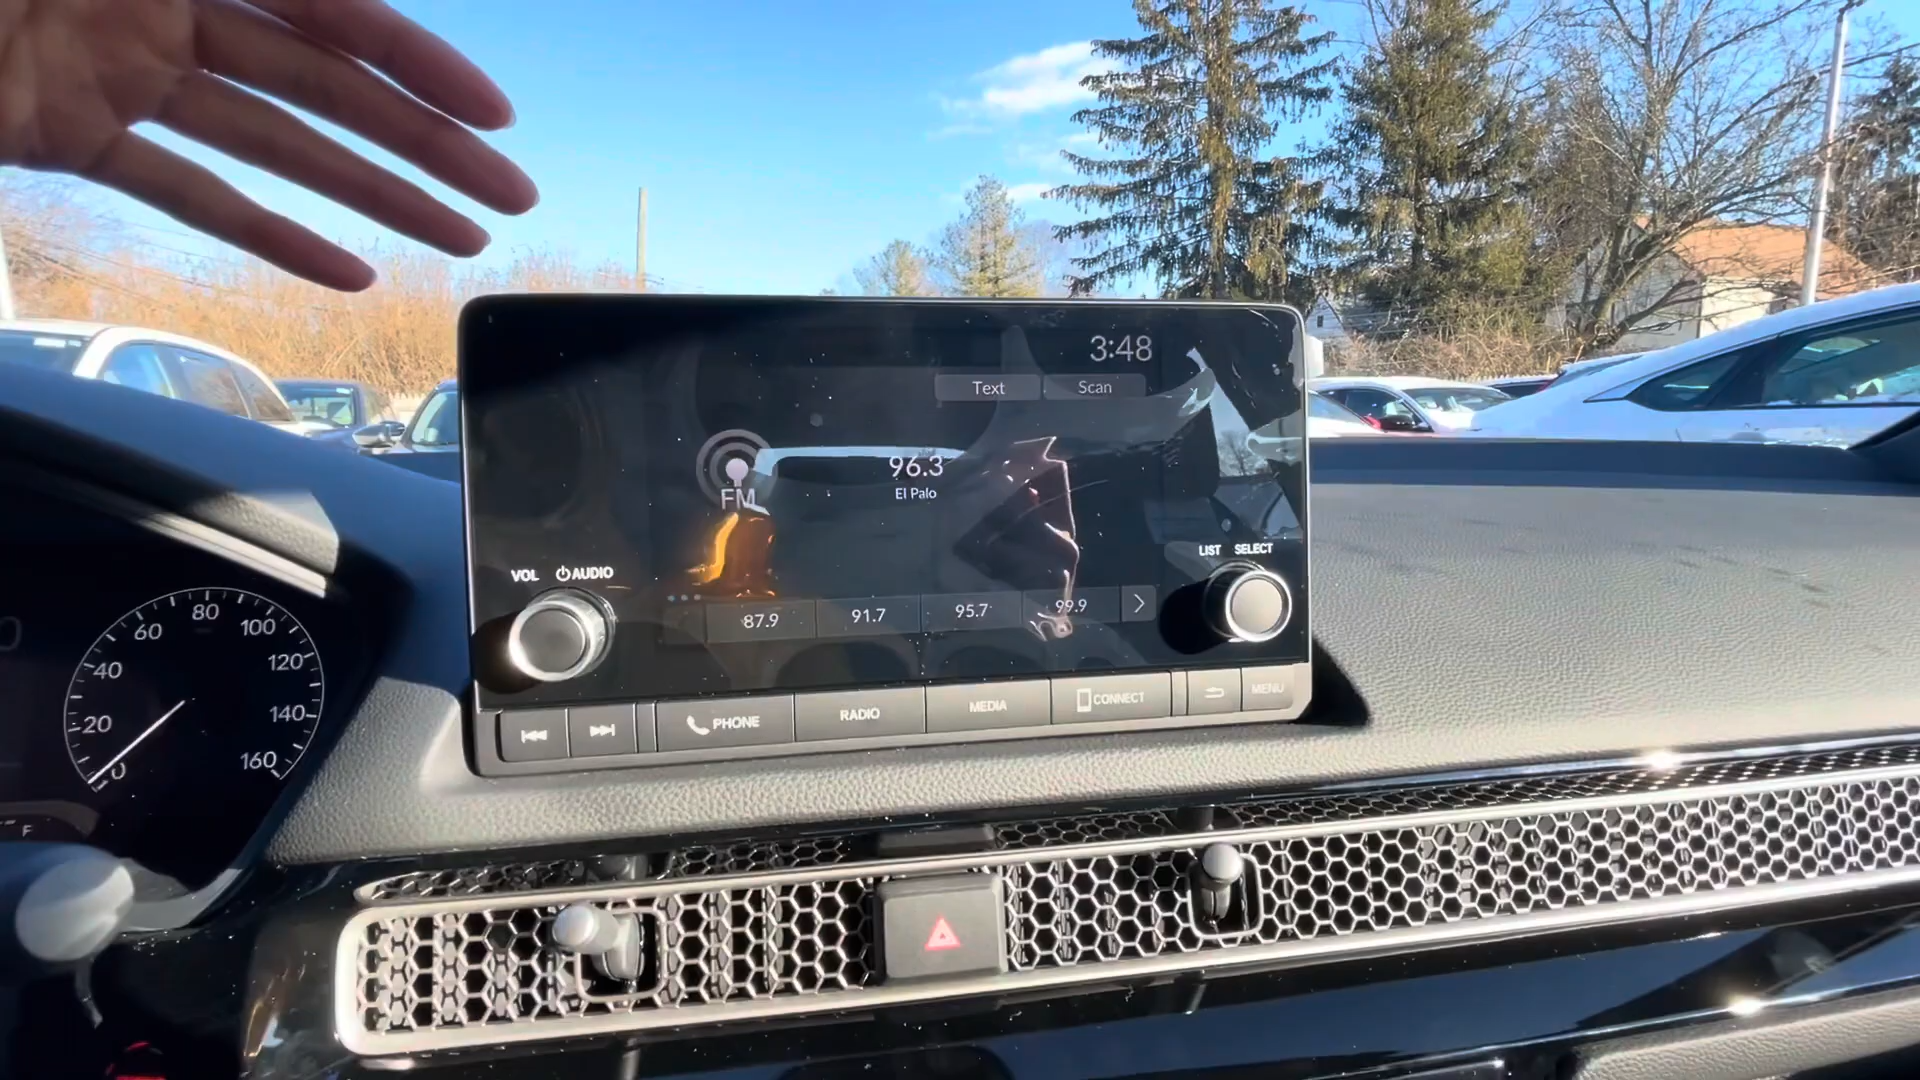 3:48
Text
Scan
96.3
El Palo
FM
LIST SELECT
VOL AUDIO
87.9
91.7
95.7
99.9
PHONE
RADIO
MEDIA
CONNECT
MENU
0
20
40
60
80
100
120
140
160
F